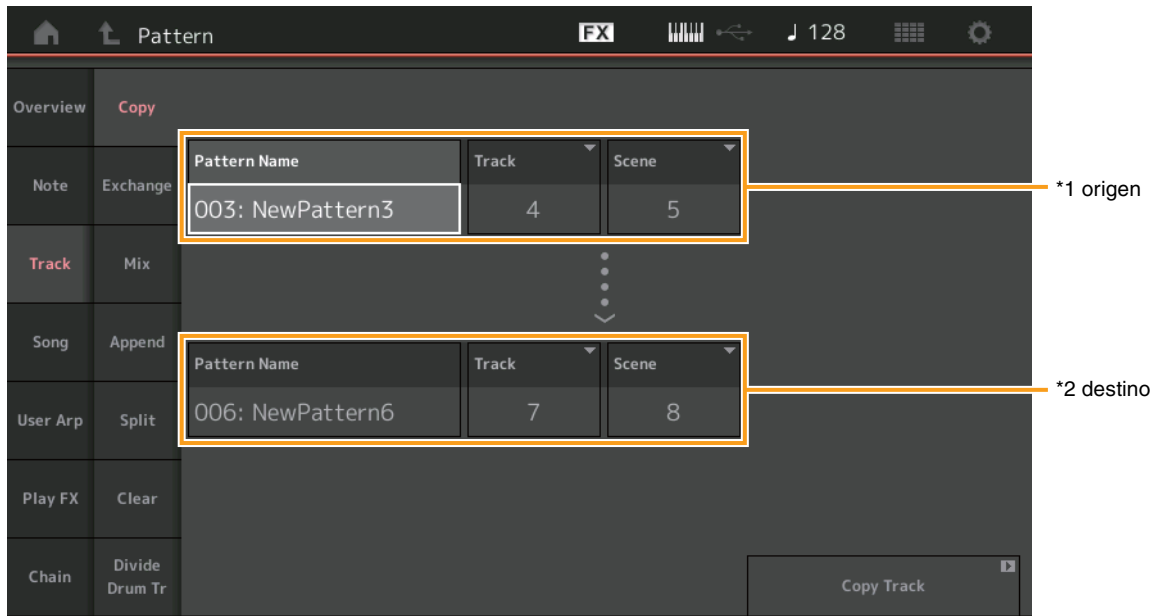 Pattern
FX
♩ 128
Overview
Copy
Pattern Name
Track
Scene
Note
Exchange
003: NewPattern3
4
5
*1 origen
Track
Mix
Song
Append
Pattern Name
Track
Scene
*2 destino
User Arp
Split
006: NewPattern6
7
8
Play FX
Clear
Chain
Divide
Drum Tr
Copy Track